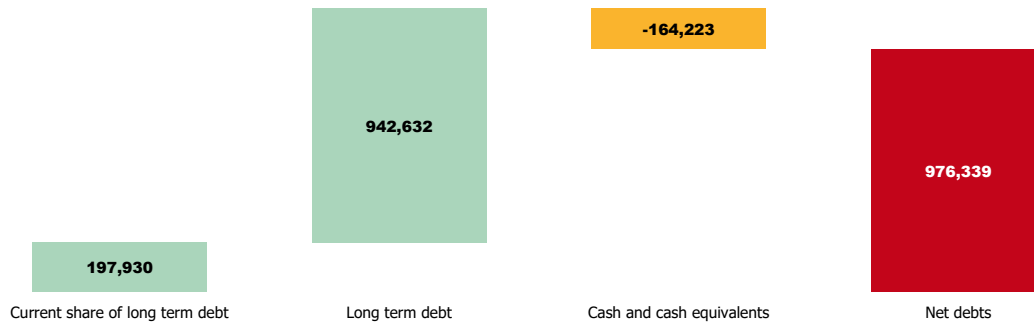 -164,223
942,632
976,339
197,930
Current share of long term debt
Long term debt
Cash and cash equivalents
Net debts